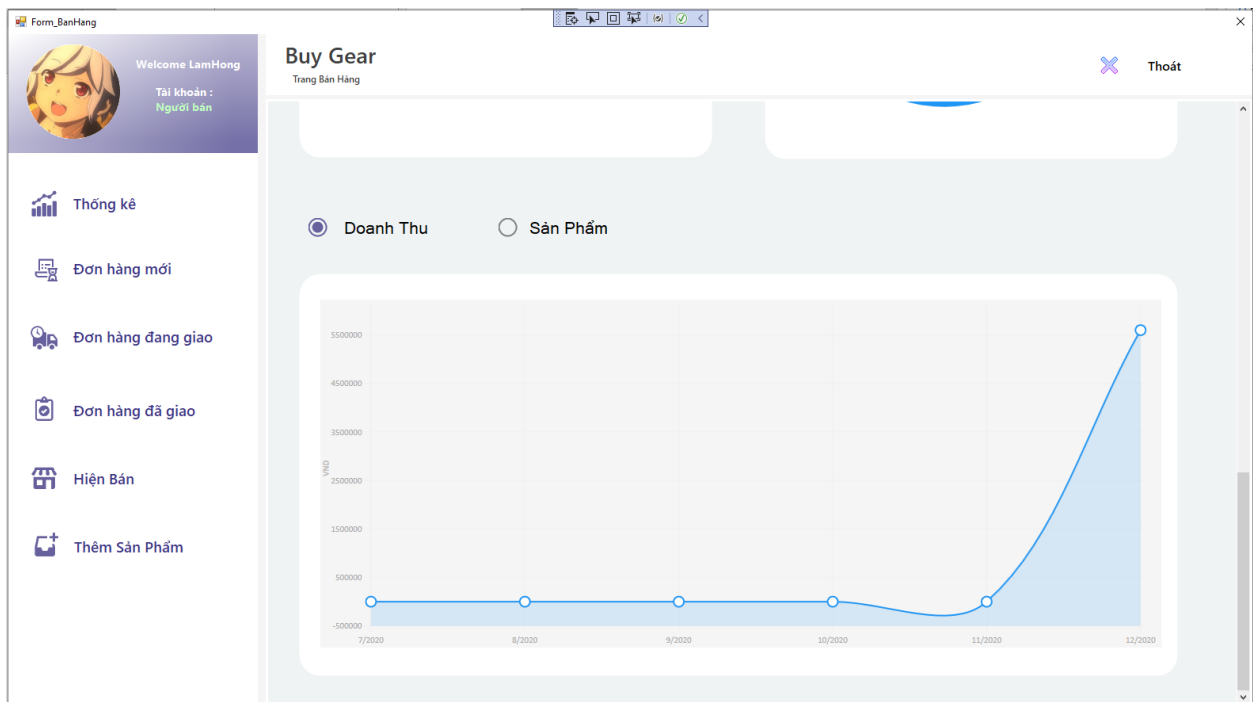 Form_BanHang
Welcome LamHong
Tài khoản :
Người bán
Buy Gear
Trang Bán Hàng
Thoát
Thống kê
Đơn hàng mới
Đơn hàng đang giao
Đơn hàng đã giao
Hiện Bán
Thêm Sản Phẩm
Doanh Thu
Sản Phẩm
5500000
4500000
3500000
VND
2500000
1500000
500000
-500000
7/2020
8/2020
9/2020
10/2020
11/2020
12/2020